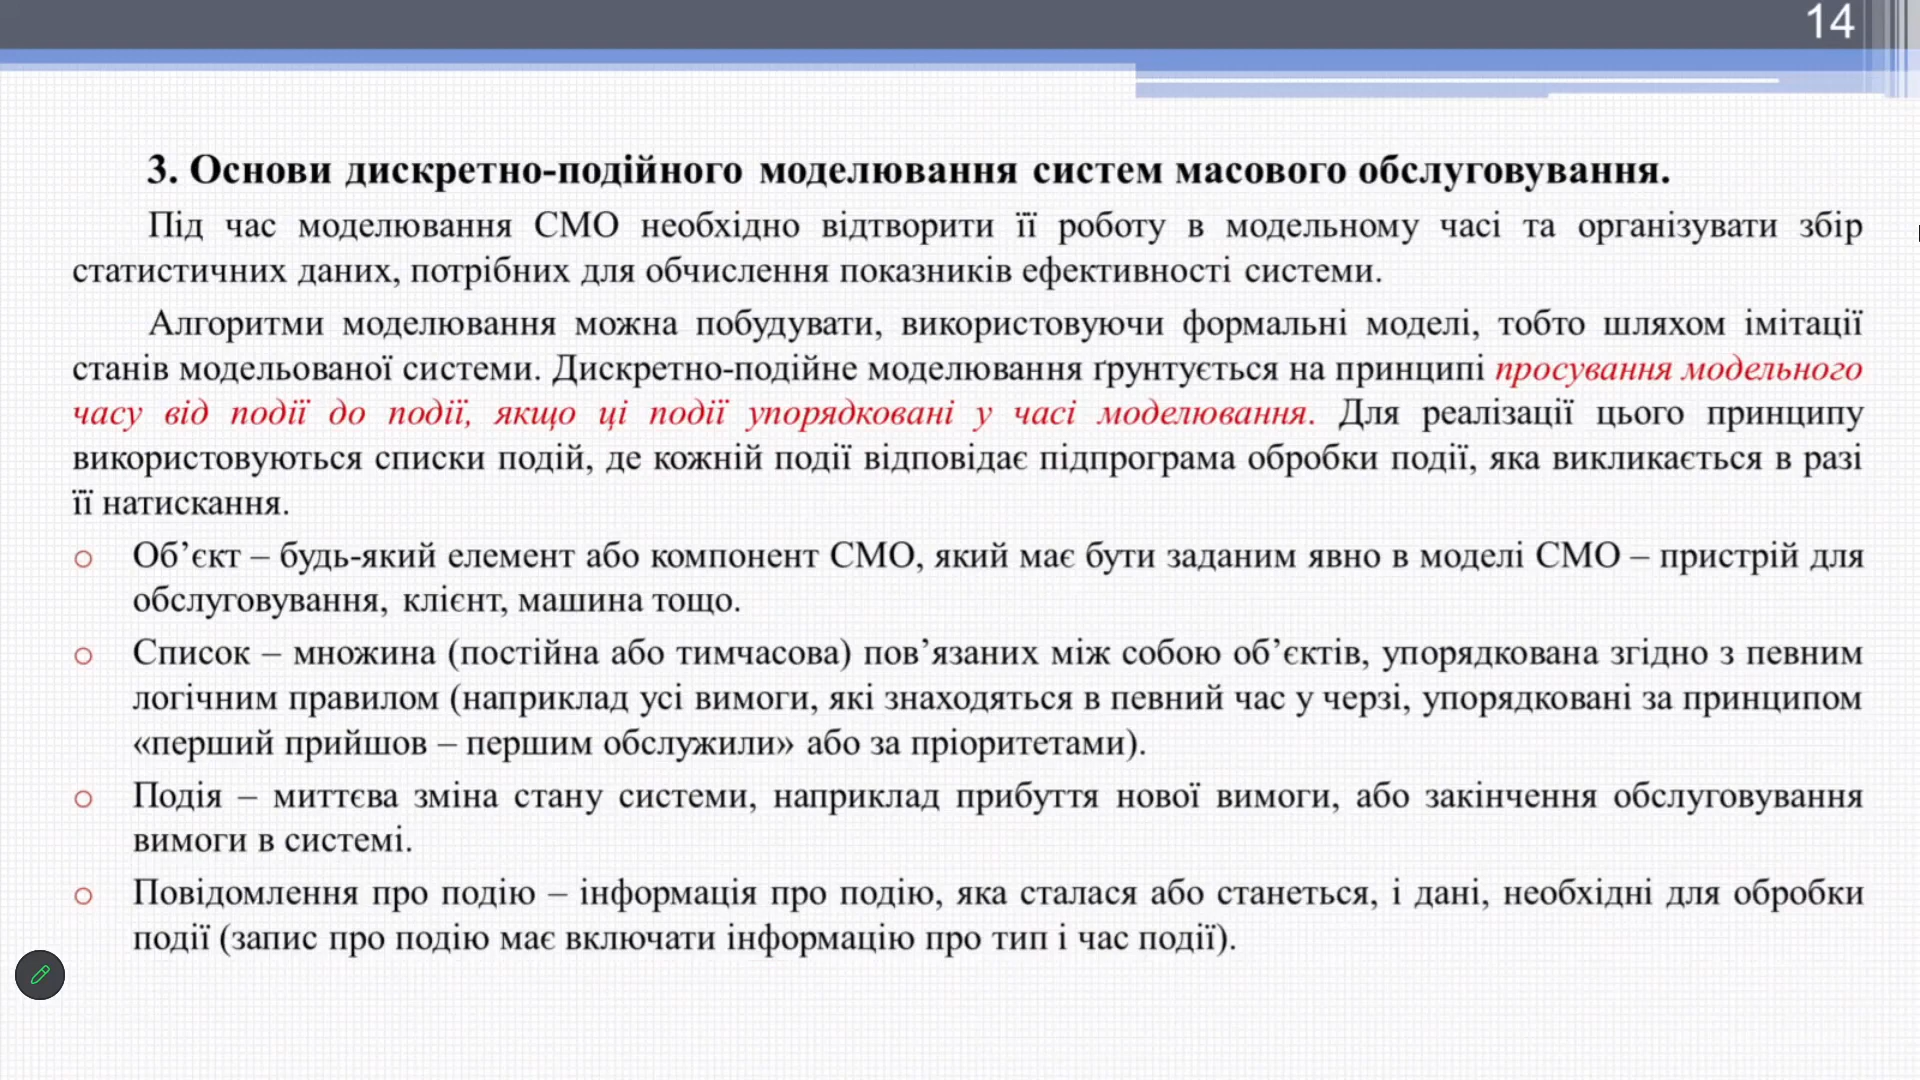 14
3. Основи дискретно-подійного моделювання систем масового обслуговування.
Під час моделювання СМО необхідно відтворити її роботу в модельному часі та організувати збір
статистичних даних, потрібних для обчислення показників ефективності системи.
Алгоритми моделювання можна побудувати, використовуючи формальні моделі, тобто шляхом імітації
станів модельованої системи. Дискретно-подійне моделювання ґрунтується на принципі просування модельного
часу від події до події, якщо ці події упорядковані у часі моделювання. Для реалізації цього принципу
використовуються списки подій, де кожній події відповідає підпрограма обробки події, яка викликається в разі
її натискання.
○ Об’єкт – будь-який елемент або компонент СМО, який має бути заданим явно в моделі СМО – пристрій для
обслуговування, клієнт, машина тощо.
○ Список – множина (постійна або тимчасова) пов’язаних між собою об’єктів, упорядкована згідно з певним
логічним правилом (наприклад усі вимоги, які знаходяться в певний час у черзі, упорядковані за принципом
«перший прийшов – першим обслужили» або за пріоритетами).
○ Подія – миттєва зміна стану системи, наприклад прибуття нової вимоги, або закінчення обслуговування
вимоги в системі.
○ Повідомлення про подію – інформація про подію, яка сталася або станеться, і дані, необхідні для обробки
події (запис про подію має включати інформацію про тип і час події).